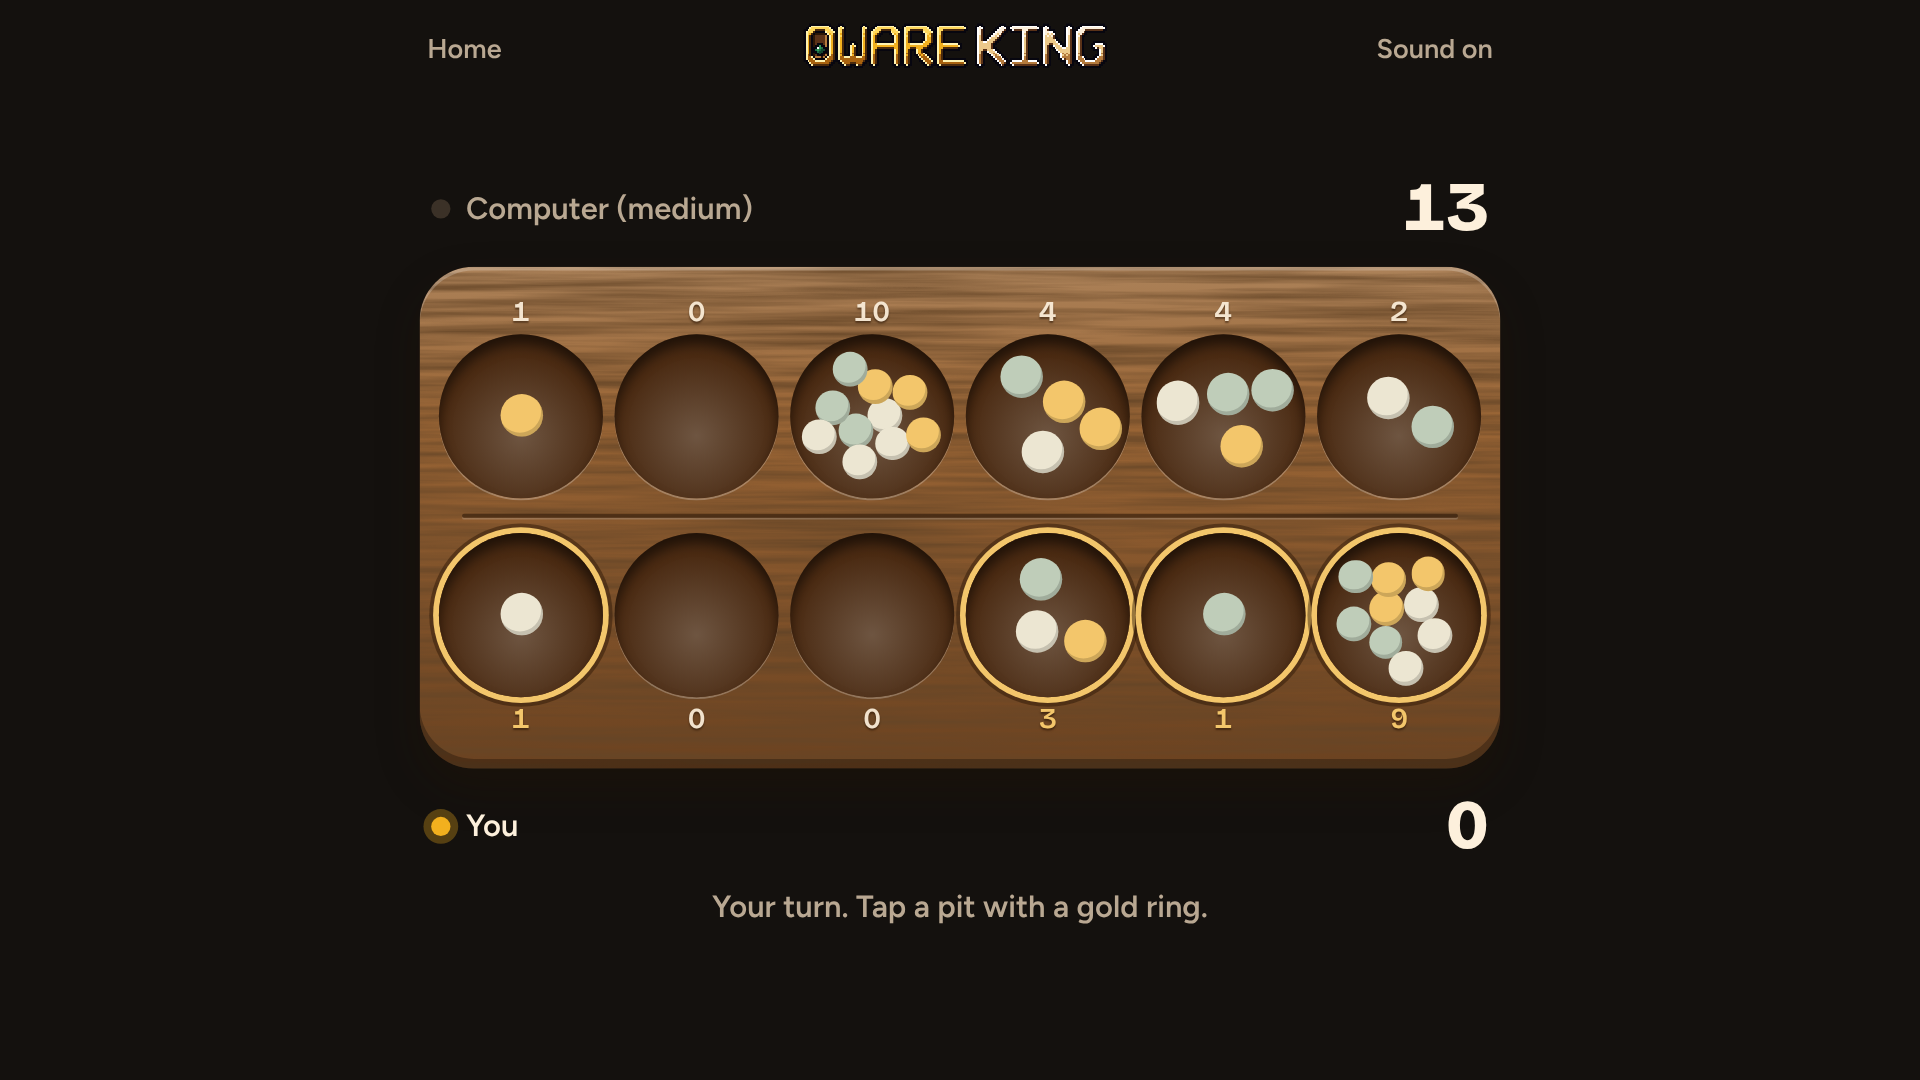 Home
OWARE KING
Sound on
Computer (medium)
13
1 0 10 4 4 2
1 0 0 3 1 9
You
0
Your turn. Tap a pit with a gold ring.